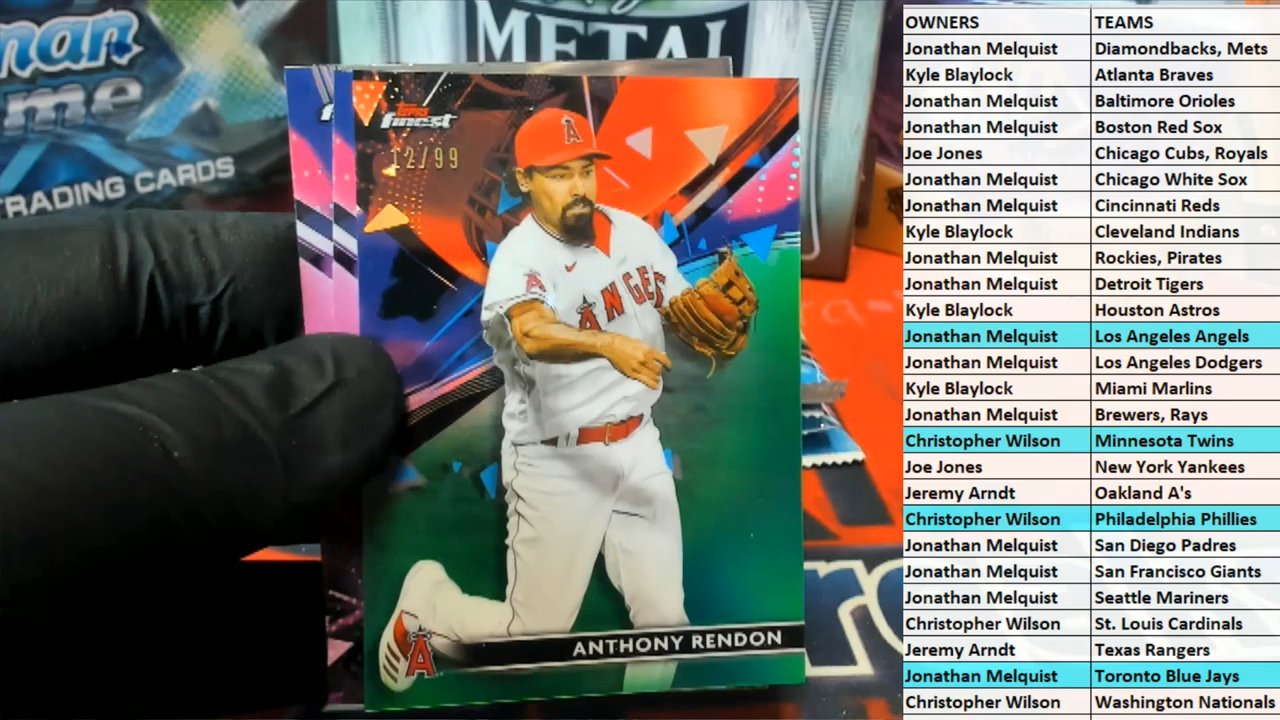 man
me
TRADING CARDS
METAL
TOPPS
finest
12/99
ANGELS
A
ANTHONY RENDON
A
OWNERS TEAMS
Jonathan Melquist Diamondbacks, Mets
Kyle Blaylock Atlanta Braves
Jonathan Melquist Baltimore Orioles
Jonathan Melquist Boston Red Sox
Joe Jones Chicago Cubs, Royals
Jonathan Melquist Chicago White Sox
Jonathan Melquist Cincinnati Reds
Kyle Blaylock Cleveland Indians
Jonathan Melquist Rockies, Pirates
Jonathan Melquist Detroit Tigers
Kyle Blaylock Houston Astros
Jonathan Melquist Los Angeles Angels
Jonathan Melquist Los Angeles Dodgers
Kyle Blaylock Miami Marlins
Jonathan Melquist Brewers, Rays
Christopher Wilson Minnesota Twins
Joe Jones New York Yankees
Jeremy Arndt Oakland A's
Christopher Wilson Philadelphia Phillies
Jonathan Melquist San Diego Padres
Jonathan Melquist San Francisco Giants
Jonathan Melquist Seattle Mariners
Christopher Wilson St. Louis Cardinals
Jeremy Arndt Texas Rangers
Jonathan Melquist Toronto Blue Jays
Christopher Wilson Washington Nationals